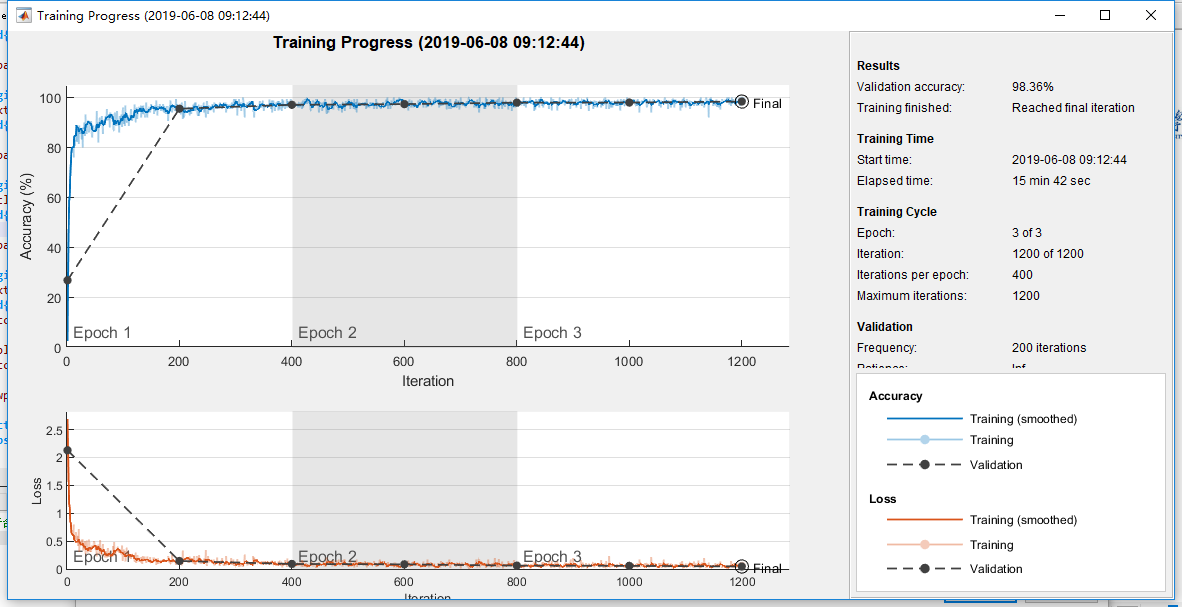 Training Progress (2019-06-08 09:12:44)
Training Progress (2019-06-08 09:12:44)
100
80
60
40
20
0
Accuracy (%)
Final
Epoch 1
Epoch 2
Epoch 3
0 200 400 600 800 1000 1200
Iteration
2.5
2
1.5
1
0.5
0
Loss
Epoch 1
Epoch 2
Epoch 3
Final
0 200 400 600 800 1000 1200
Iteration
Results
Validation accuracy: 98.36%
Training finished: Reached final iteration
Training Time
Start time: 2019-06-08 09:12:44
Elapsed time: 15 min 42 sec
Training Cycle
Epoch: 3 of 3
Iteration: 1200 of 1200
Iterations per epoch: 400
Maximum iterations: 1200
Validation
Frequency: 200 iterations
Patience: Inf
Accuracy
Training (smoothed)
Training
Validation
Loss
Training (smoothed)
Training
Validation